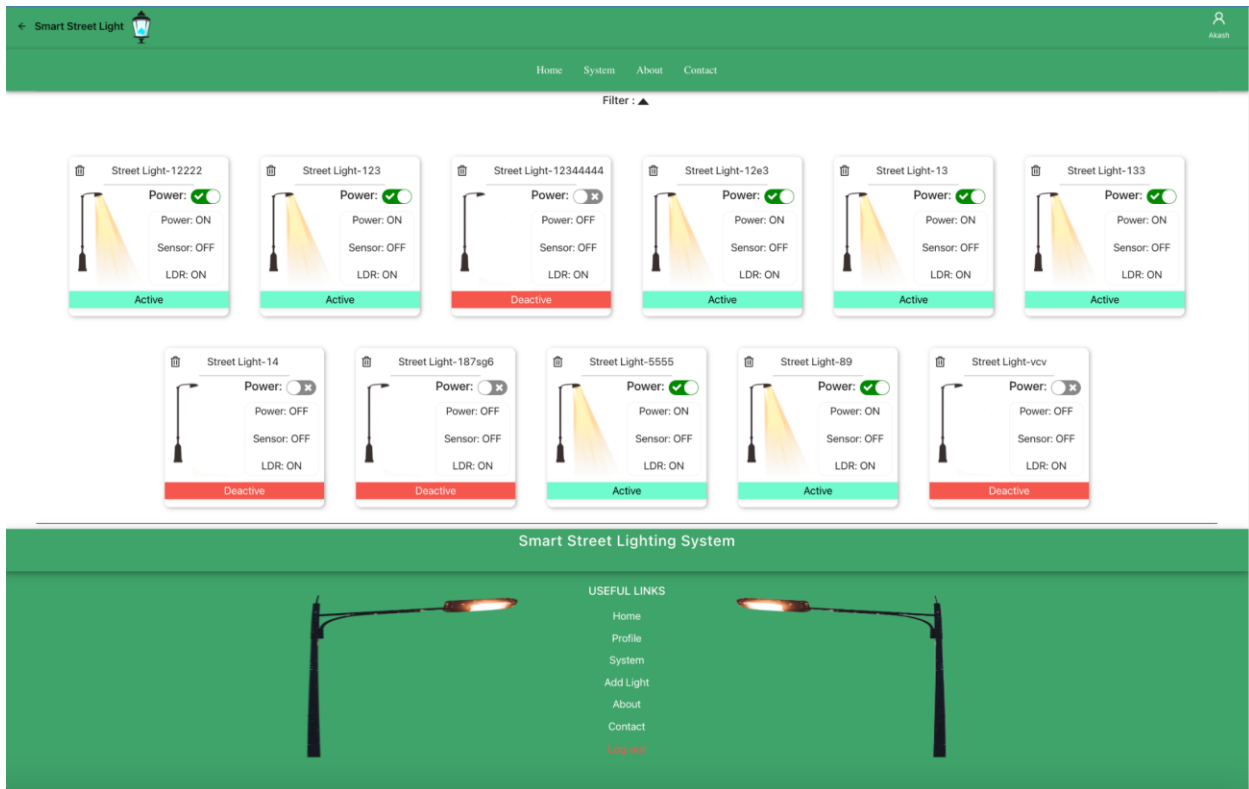 ← Smart Street Light
Akash
Home System About Contact
Filter : ▲
Street Light-12222
Power:
Power: ON
Sensor: OFF
LDR: ON
Active
Street Light-123
Power:
Power: ON
Sensor: OFF
LDR: ON
Active
Street Light-12344444
Power:
Power: OFF
Sensor: OFF
LDR: ON
Deactive
Street Light-12e3
Power:
Power: ON
Sensor: OFF
LDR: ON
Active
Street Light-13
Power:
Power: ON
Sensor: OFF
LDR: ON
Active
Street Light-133
Power:
Power: ON
Sensor: OFF
LDR: ON
Active
Street Light-14
Power:
Power: OFF
Sensor: OFF
LDR: ON
Deactive
Street Light-187sg6
Power:
Power: OFF
Sensor: OFF
LDR: ON
Deactive
Street Light-5555
Power:
Power: ON
Sensor: OFF
LDR: ON
Active
Street Light-89
Power:
Power: ON
Sensor: OFF
LDR: ON
Active
Street Light-vcv
Power:
Power: OFF
Sensor: OFF
LDR: ON
Deactive
Smart Street Lighting System
USEFUL LINKS
Home
Profile
System
Add Light
About
Contact
Log out